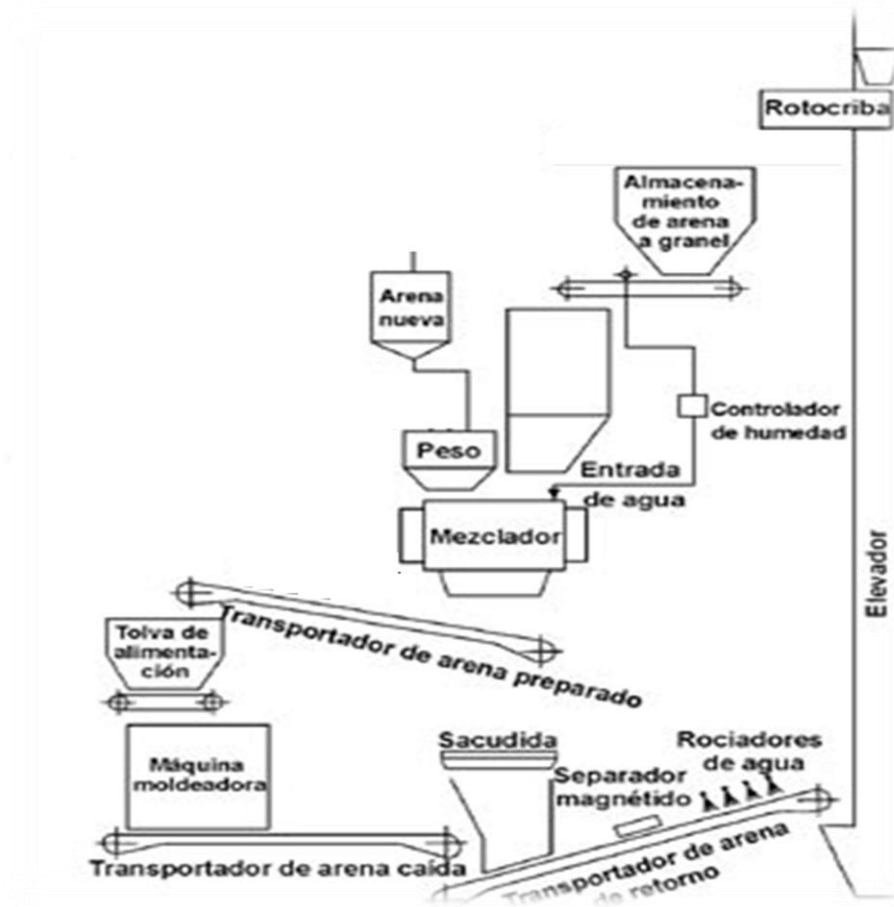 Rotocriba
Almacena-
miento
de arena
a granel
Arena
nueva
Controlador
de humedad
Peso
Entrada
de agua
Mezclador
Elevador
Transportador de arena preparado
Tolva de
alimenta-
ción
Sacudida
Rociadores
de agua
Separador
magnétido
Máquina
moldeadora
Transportador de arena caída
Transportador de arena
de retorno